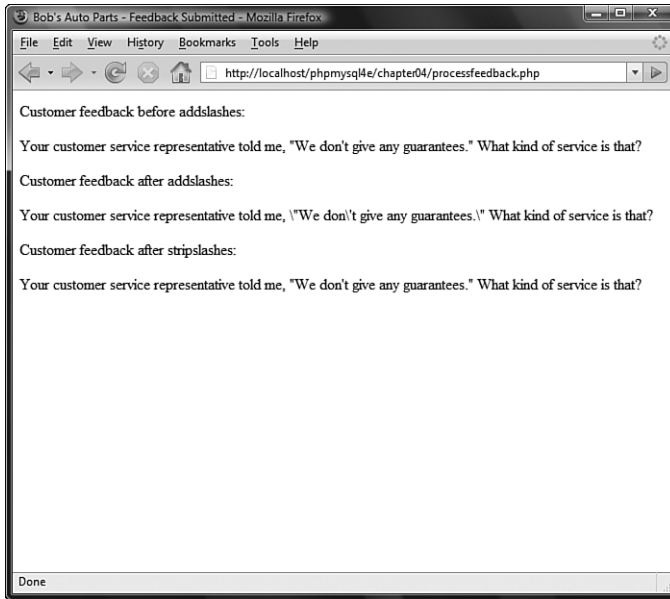 Bob's Auto Parts - Feedback Submitted - Mozilla Firefox
File Edit View History Bookmarks Tools Help
http://localhost/phpmysql4e/chapter04/processfeedback.php
Customer feedback before addslashes:
Your customer service representative told me, "We don't give any guarantees." What kind of service is that?
Customer feedback after addslashes:
Your customer service representative told me, \"We don\'t give any guarantees.\" What kind of service is that?
Customer feedback after stripslashes:
Your customer service representative told me, "We don't give any guarantees." What kind of service is that?
Done